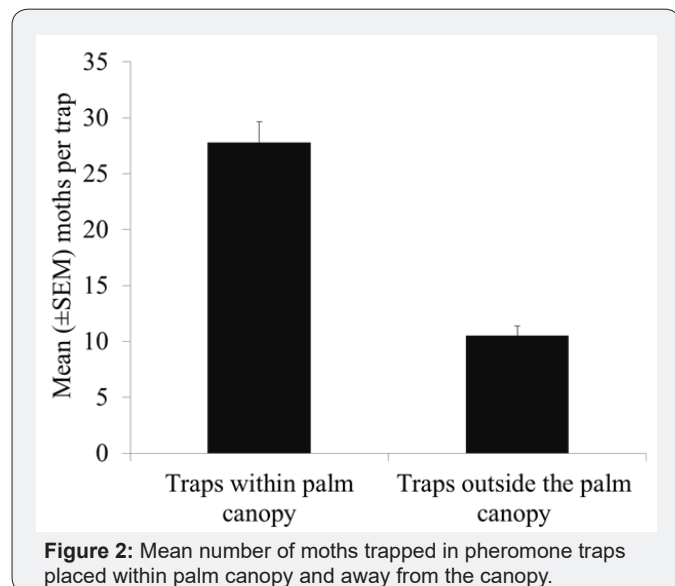 Mean (±SEM) moths per trap
35
30
25
20
15
10
5
0
Traps within palm
canopy
Traps outside the palm
canopy
Figure 2: Mean number of moths trapped in pheromone traps
placed within palm canopy and away from the canopy.